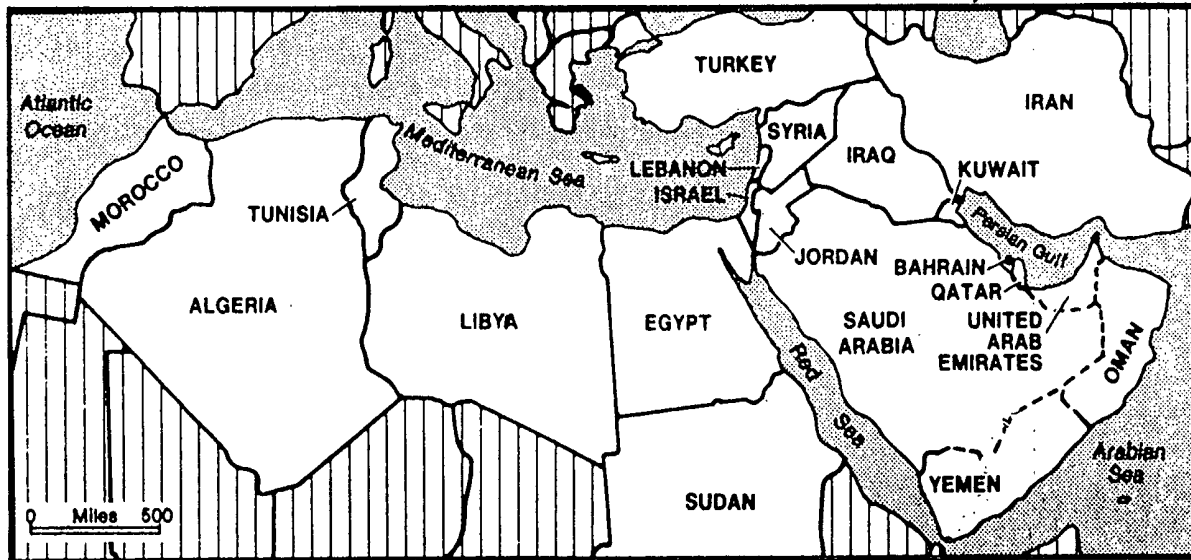 TURKEY
IRAN
Atlantic
Ocean
SYRIA
Mediterranean Sea
IRAQ
LEBANON
KUWAIT
MOROCCO
ISRAEL
TUNISIA
Persian Gulf
JORDAN
BAHRAIN
QATAR
ALGERIA
LIBYA
EGYPT
SAUDI
ARABIA
UNITED
ARAB
EMIRATES
OMAN
Red
Sea
Arabian
Sea
YEMEN
SUDAN
0 Miles 500